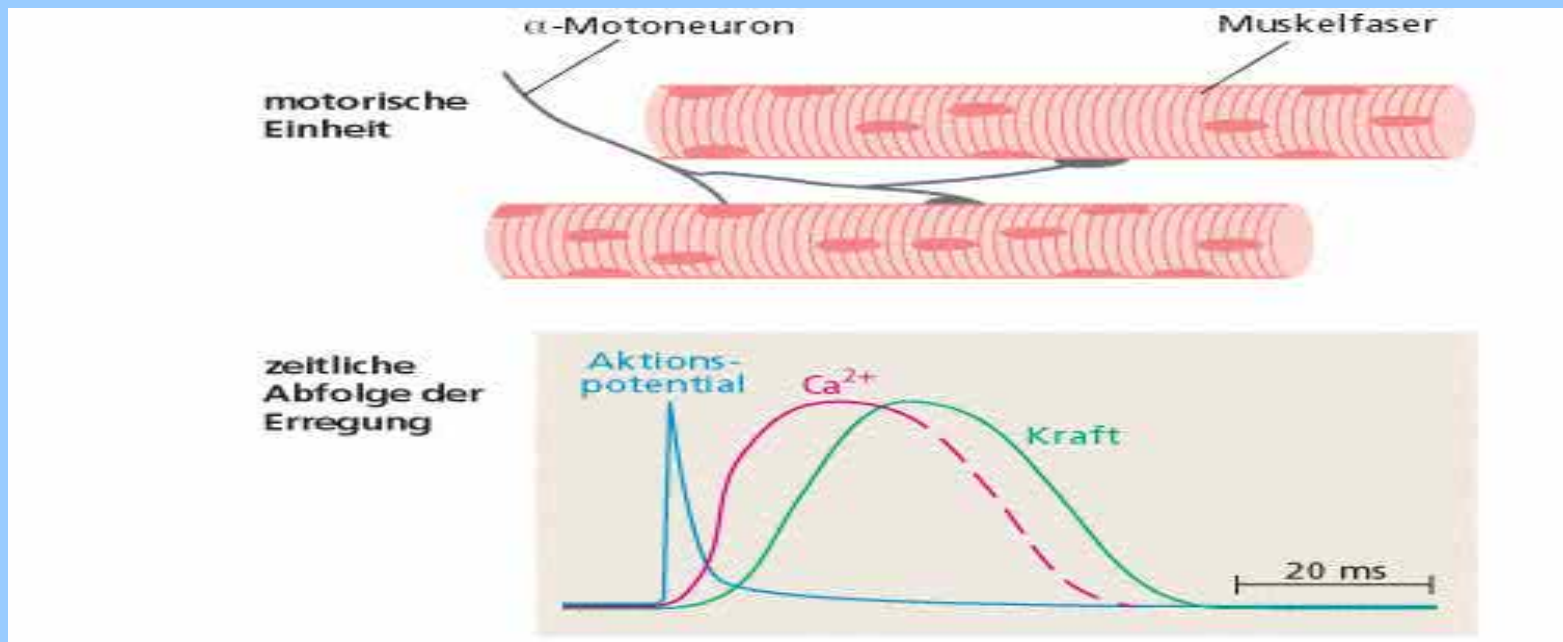 α-Motoneuron
Muskelfaser
motorische
Einheit
zeitliche
Abfolge der
Erregung
Aktions-
potential
Ca²⁺
Kraft
20 ms